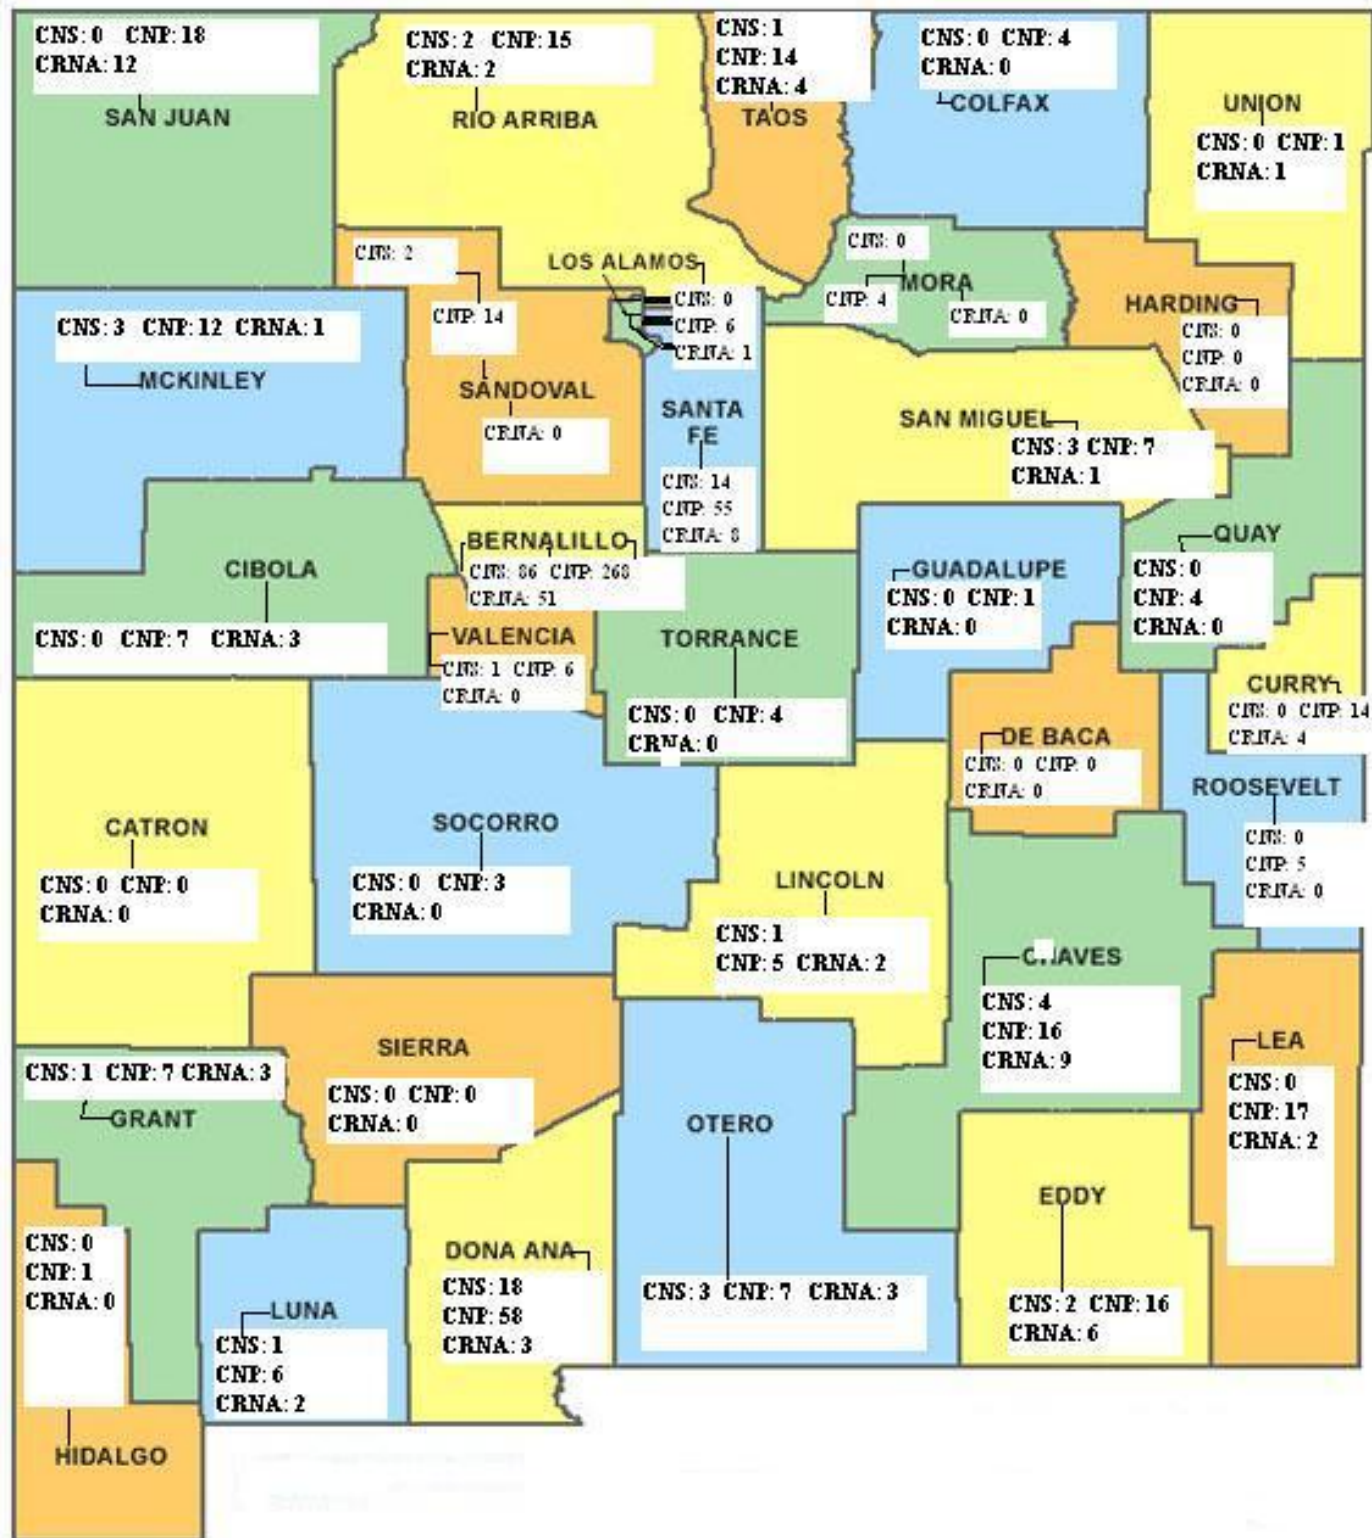 CNS: 0 CNP: 18
CRNA: 12
SAN JUAN
CNS: 2 CNP: 15
CRNA: 2
RIO ARRIBA
CNS: 1
CNP: 14
CRNA: 4
TAOS
CNS: 0 CNP: 4
CRNA: 0
COLFAX
UNION
CNS: 0 CNP: 1
CRNA: 1
CNS: 2
CNP: 14
SANDOVAL
CRNA: 0
LOS ALAMOS
CNS: 0
CNP: 6
CRNA: 1
CNS: 0
MORA
CNP: 4
CRNA: 0
HARDING
CNS: 0
CNP: 0
CRNA: 0
CNS: 3 CNP: 12 CRNA: 1
MCKINLEY
SANTA
FE
CNS: 14
CNP: 55
CRNA: 8
SAN MIGUEL
CNS: 3 CNP: 7
CRNA: 1
CIBOLA
CNS: 0 CNP: 7 CRNA: 3
BERNALILLO
CNS: 86 CNP: 268
CRNA: 51
VALENCIA
CNS: 1 CNP: 6
CRNA: 0
TORRANCE
CNS: 0 CNP: 4
CRNA: 0
GUADALUPE
CNS: 0 CNP: 1
CRNA: 0
QUAY
CNS: 0
CNP: 4
CRNA: 0
CURRY
CNS: 0 CNP: 14
CRNA: 4
DE BACA
CNS: 0 CNP: 0
CRNA: 0
ROOSEVELT
CNS: 0
CNP: 5
CRNA: 0
CATRON
CNS: 0 CNP: 0
CRNA: 0
SOCORRO
CNS: 0 CNP: 3
CRNA: 0
LINCOLN
CNS: 1
CNP: 5 CRNA: 2
CHAVES
CNS: 4
CNP: 16
CRNA: 9
LEA
CNS: 0
CNP: 17
CRNA: 2
SIERRA
CNS: 0 CNP: 0
CRNA: 0
CNS: 1 CNP: 7 CRNA: 3
GRANT
OTERO
CNS: 3 CNP: 7 CRNA: 3
EDDY
CNS: 2 CNP: 16
CRNA: 6
CNS: 0
CNP: 1
CRNA: 0
HIDALGO
LUNA
CNS: 1
CNP: 6
CRNA: 2
DONA ANA
CNS: 18
CNP: 58
CRNA: 3